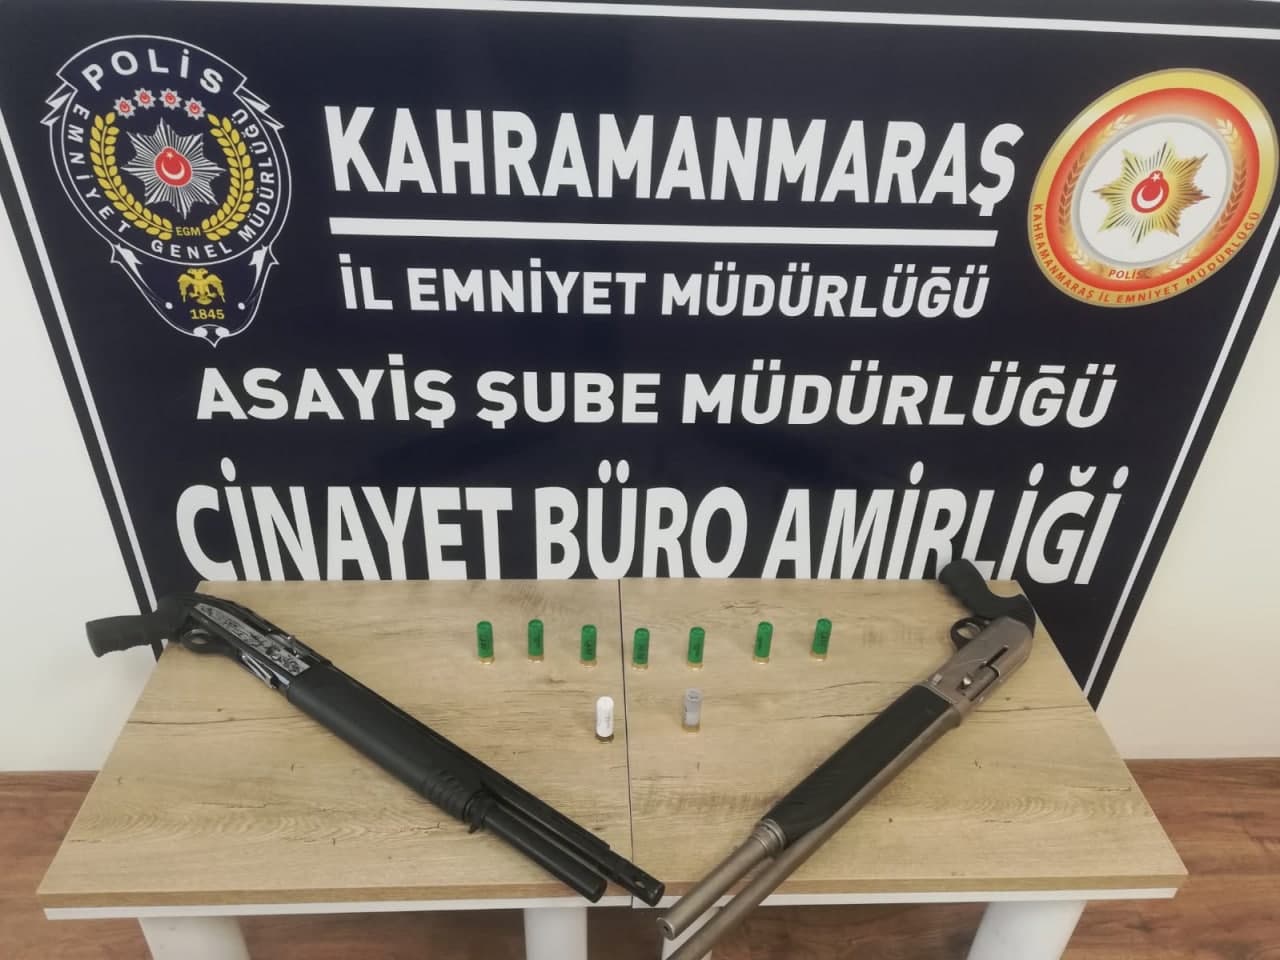 POLİS
EMNİYET GENEL MÜDÜRLÜĞÜ
EGM
1845
KAHRAMANMARAŞ
İL EMNİYET MÜDÜRLÜĞÜ
ASAYİŞ ŞUBE MÜDÜRLÜĞÜ
CİNAYET BÜRO AMİRLİĞİ
POLİS
KAHRAMANMARAŞ İL EMNİYET MÜDÜRLÜĞÜ